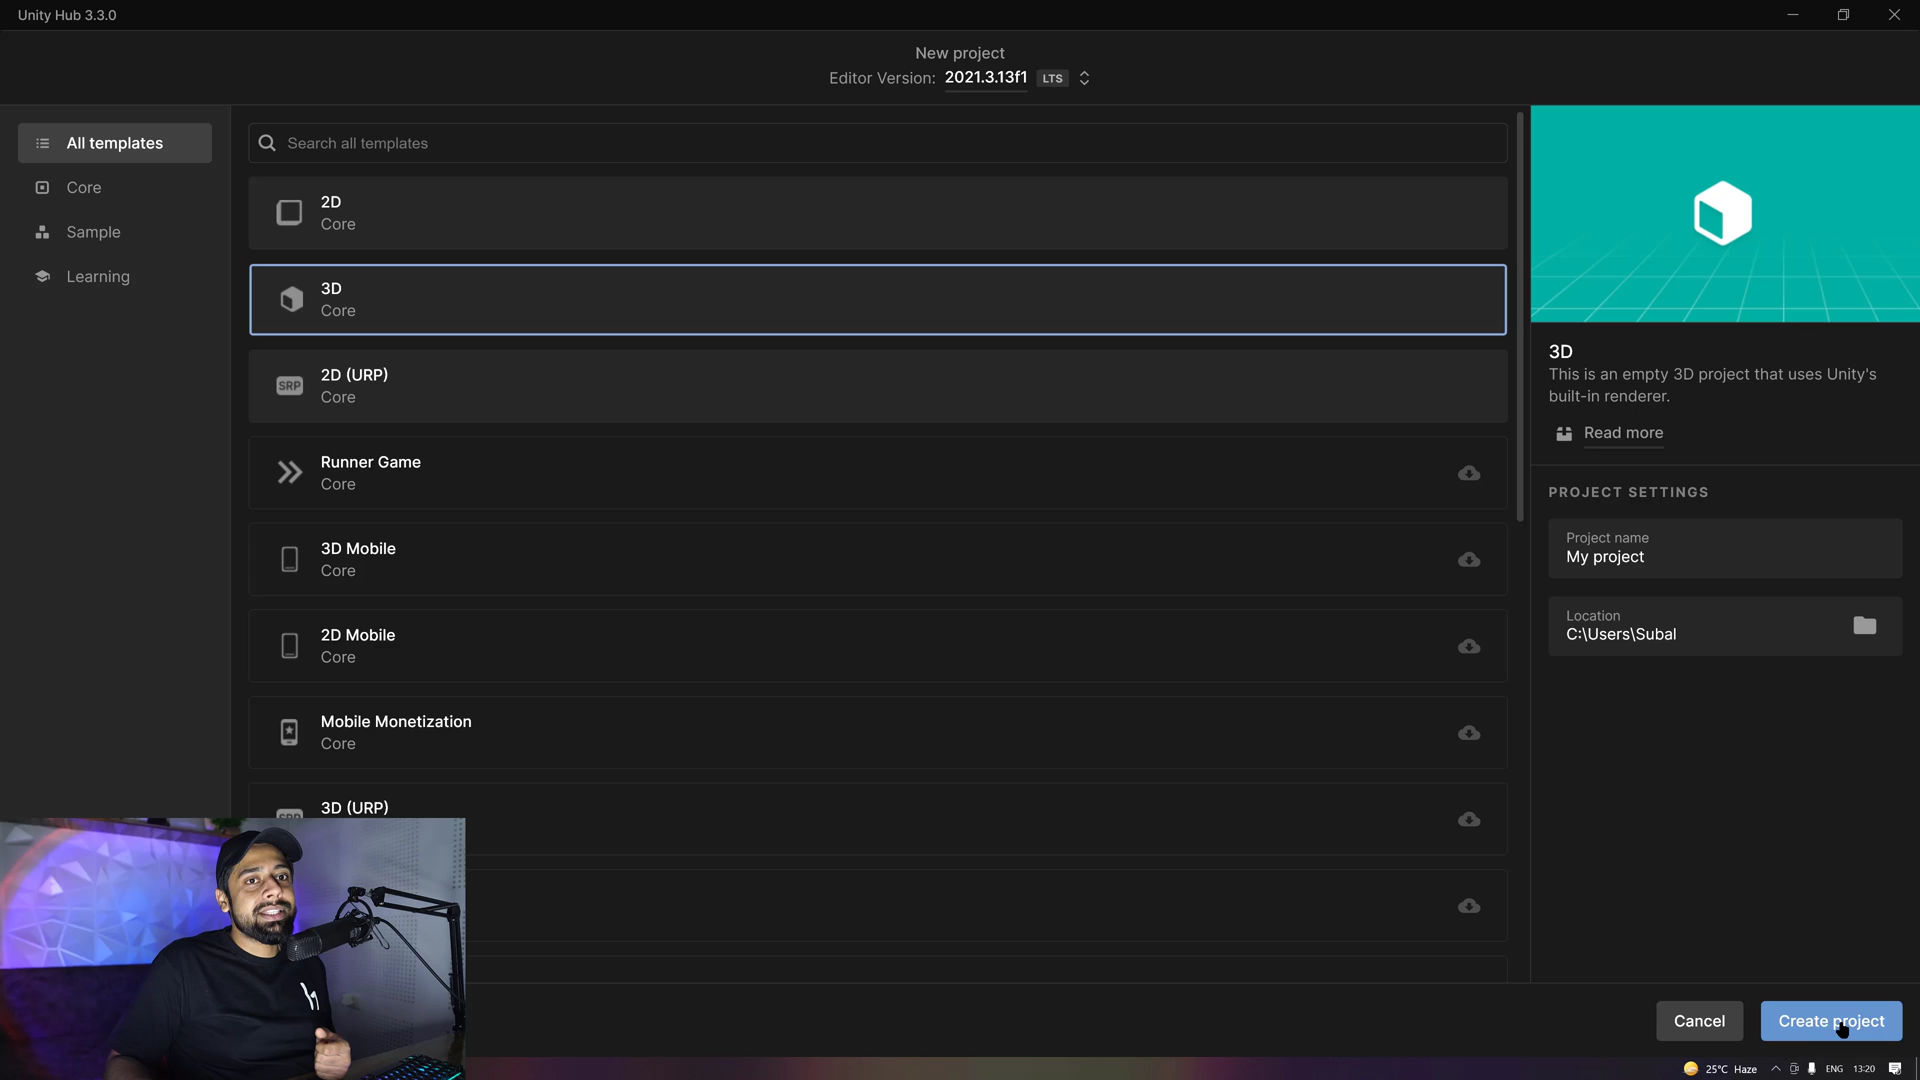 Unity Hub 3.3.0
New project
Editor Version: 2021.3.13f1 LTS
All templates
Core
Sample
Learning
Search all templates
2D
Core
3D
Core
2D (URP)
Core
SRP
Runner Game
Core
3D Mobile
Core
2D Mobile
Core
Mobile Monetization
Core
3D (URP)
3D
This is an empty 3D project that uses Unity's
built-in renderer.
Read more
PROJECT SETTINGS
Project name
My project
Location
C:\Users\Subal
Cancel
Create project
25°C Haze
ENG
13:20